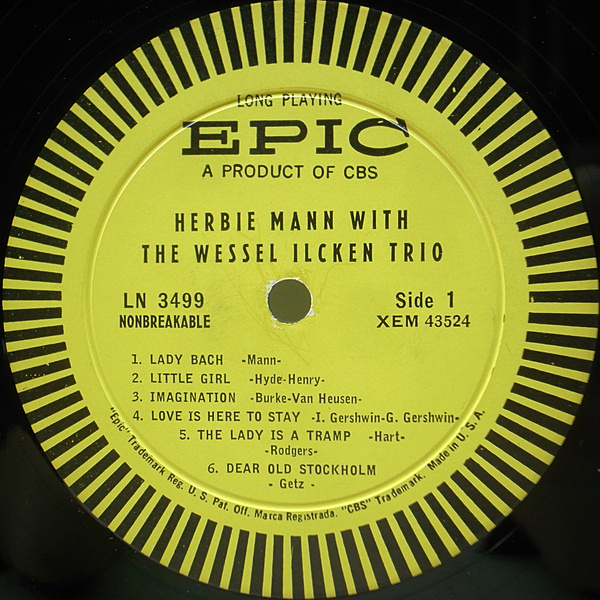 LONG PLAYING
EPIC
A PRODUCT OF CBS
HERBIE MANN WITH
THE WESSEL ILCKEN TRIO
LN 3499
NONBREAKABLE
Side 1
XEM 43524
1. LADY BACH -Mann-
2. LITTLE GIRL -Hyde-Henry-
3. IMAGINATION -Burke-Van Heusen-
4. LOVE IS HERE TO STAY -I. Gershwin-G. Gershwin-
5. THE LADY IS A TRAMP -Hart-
-Rodgers-
6. DEAR OLD STOCKHOLM
- Getz -
"Epic" Trademark Reg. U. S. Pat. Off. Marca Registrada. "CBS" Trademark. Made in U. S. A.